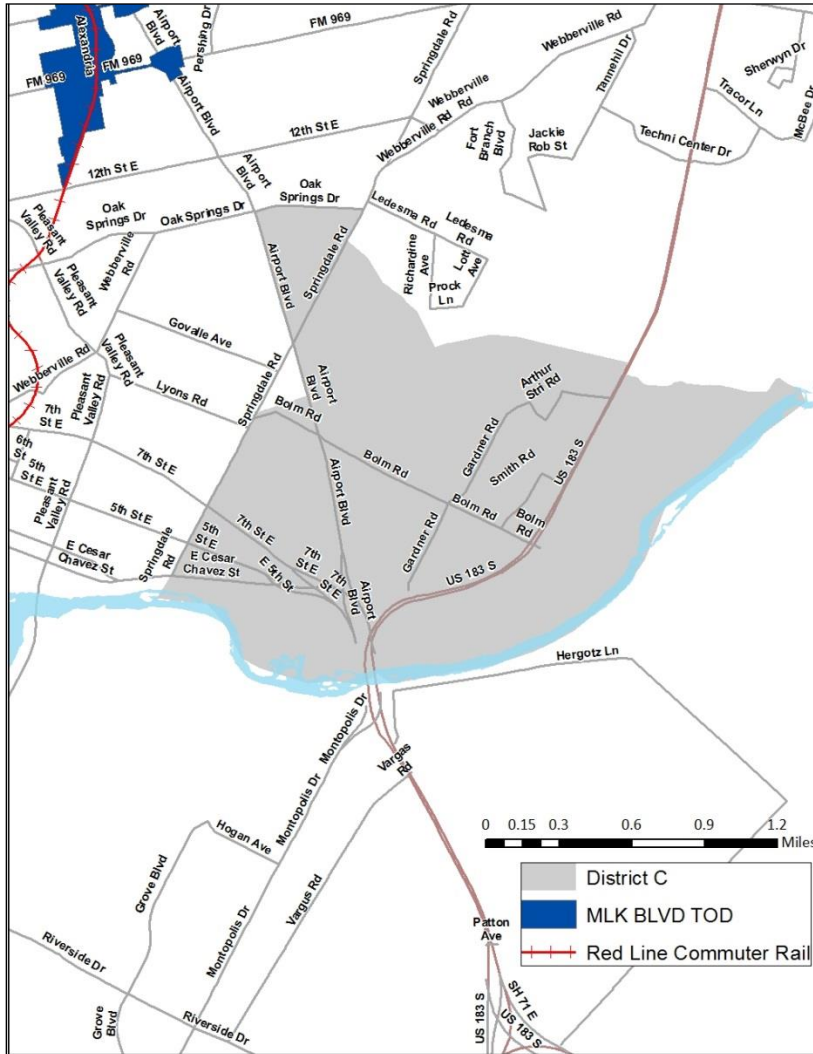 Alexandria
Airport
Blvd
Pershing Dr
FM 969
FM 969
FM 969
Airport Blvd
Springdale Rd
Webberville Rd
Webberville
Rd
Webberville Rd
Tannehil Dr
Sherwyn Dr
Tracor Ln
McBee Dr
Fort
Branch
Blvd
Jackie
Rob St
Techni Center Dr
12th St E
12th St E
Airport
Blvd
Oak
Springs Dr
Oak
Springs Dr
Oak Springs Dr
Pleasant
Valley Rd
Webberville
Rd
Pleasant
Valley Rd
Airport Blvd
Springdale Rd
Ledesma Rd
Ledesma
Rd
Richardine
Ave
Lott
Ave
Prock
Ln
Govalle Ave
Pleasant
Valley Rd
Webberville Rd
Pleasant
Valley Rd
Lyons Rd
Springdale Rd
Airport
Blvd
Bolm Rd
Arthur
Stri Rd
7th
St E
6th
St
5th
St E
7th St E
Bolm Rd
Gardner Rd
Smith Rd
US 183 S
Pleasant
Valley Rd
5th St E
Airport Blvd
Bolm Rd
Bolm
Rd
7th St E
5th
St E
E Cesar
Chavez St
Springdale
Rd
E Cesar
Chavez St
E 5th St
7th
St E
7th
St E
Airport
Blvd
Gardner Rd
US 183 S
Hergotz Ln
Montopolis Dr
Vargas
Rd
Montopolis Dr
Hogan Ave
Grove Blvd
Vargus Rd
Montopolis Dr
Riverside Dr
Grove
Blvd
Riverside Dr
Patton
Ave
US 183 S
SH 71 E
US 183 S
0 0.15 0.3 0.6 0.9 1.2
Miles
District C
MLK BLVD TOD
Red Line Commuter Rail